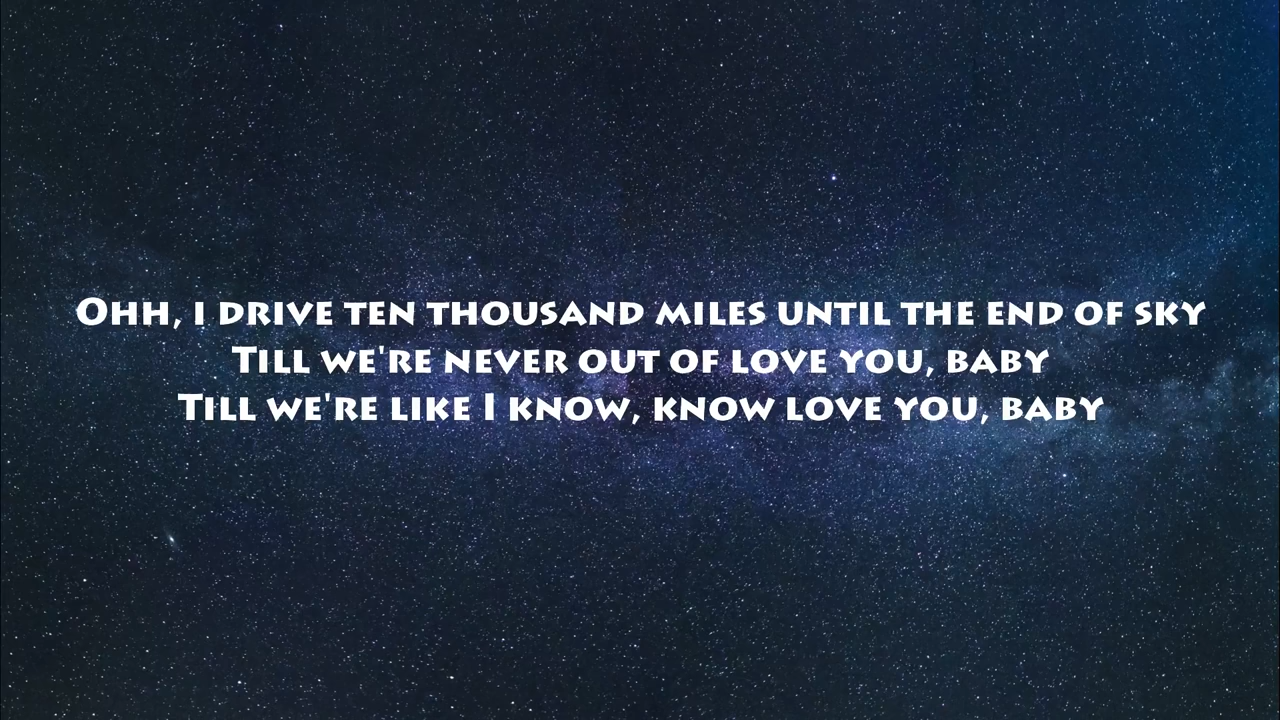 Ohh, i drive ten thousand miles until the end of sky
Till we're never out of love you, baby
Till we're like I know, know love you, baby